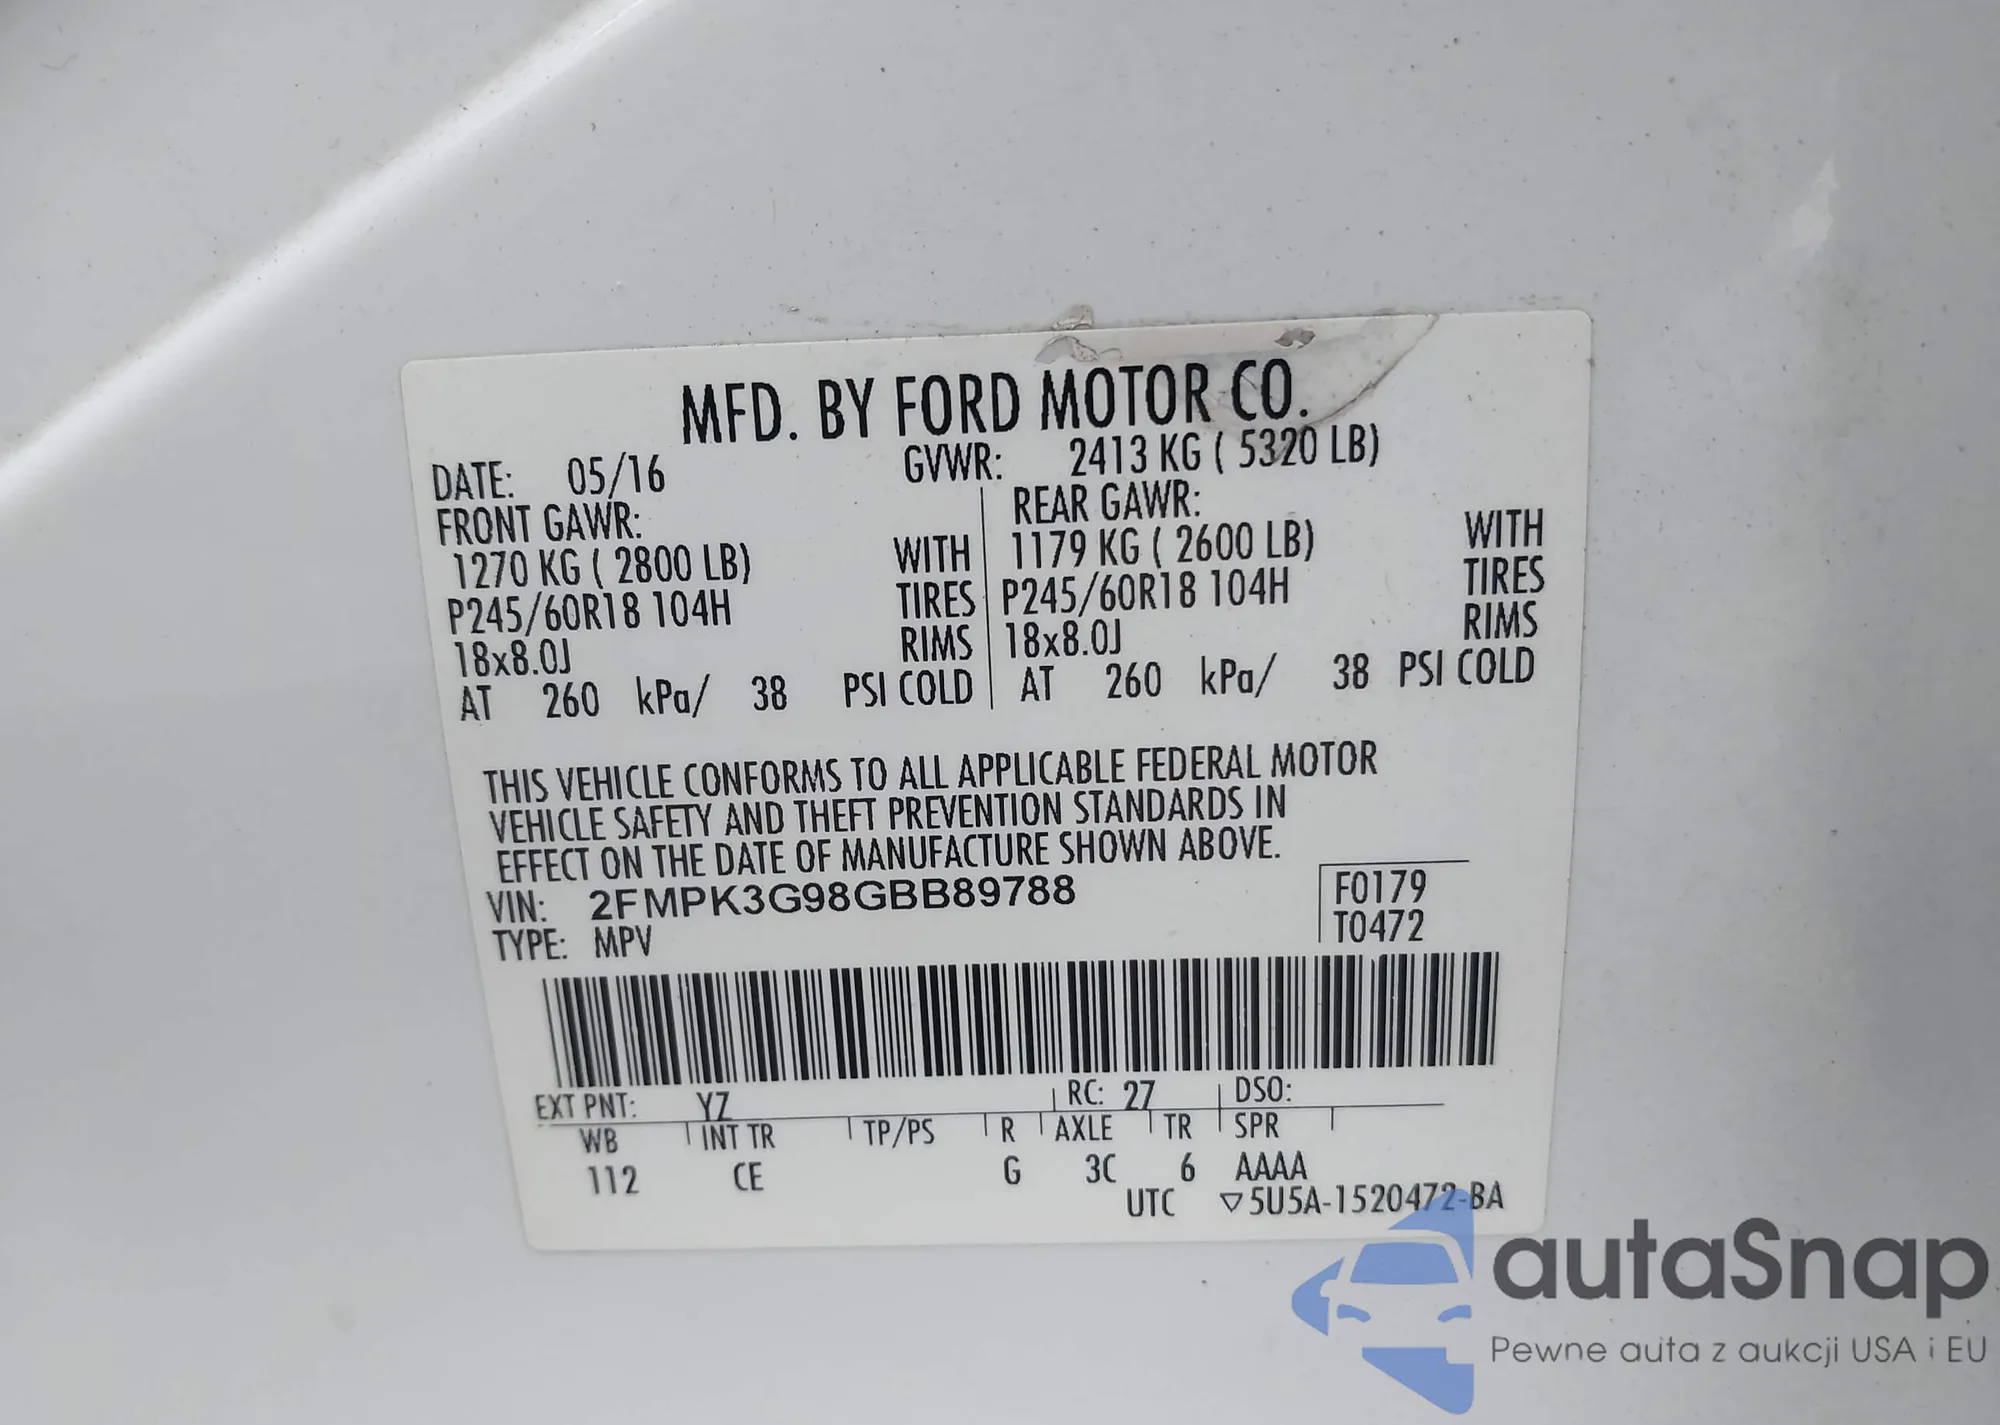 MFD. BY FORD MOTOR CO.
DATE: 05/16 GVWR: 2413 KG ( 5320 LB)
FRONT GAWR: REAR GAWR:
1270 KG ( 2800 LB) WITH 1179 KG ( 2600 LB) WITH
P245/60R18 104H TIRES P245/60R18 104H TIRES
18x8.0J RIMS 18x8.0J RIMS
AT 260 kPa/ 38 PSI COLD AT 260 kPa/ 38 PSI COLD
THIS VEHICLE CONFORMS TO ALL APPLICABLE FEDERAL MOTOR
VEHICLE SAFETY AND THEFT PREVENTION STANDARDS IN
EFFECT ON THE DATE OF MANUFACTURE SHOWN ABOVE.
VIN: 2FMPK3G98GBB89788 F0179
TYPE: MPV T0472
EXT PNT: YZ RC: 27 DSO:
WB INT TR TP/PS R AXLE TR SPR
112 CE G 3C 6 AAAA
UTC ▽5U5A-1520472-BA
autaSnap
Pewne auta z aukcji USA i EU